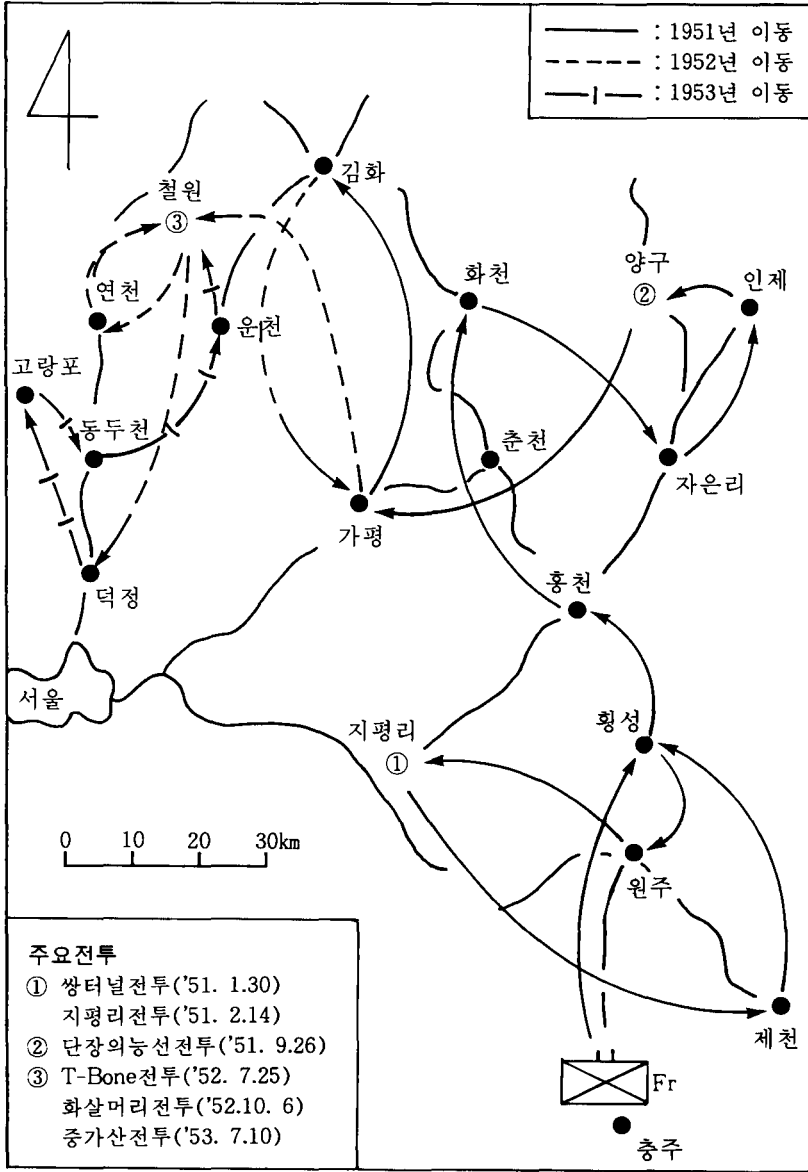 ——— : 1951년 이동
----- : 1952년 이동
—|— : 1953년 이동
김화
철원
③
화천
양구
②
인제
연천
운천
고랑포
동두천
춘천
자은리
가평
홍천
덕정
서울
지평리
①
횡성
0 10 20 30km
원주
제천
Fr
충주
주요전투
① 쌍터널전투('51. 1.30)
지평리전투('51. 2.14)
② 단장의능선전투('51. 9.26)
③ T-Bone전투('52. 7.25)
화살머리전투('52.10. 6)
중가산전투('53. 7.10)